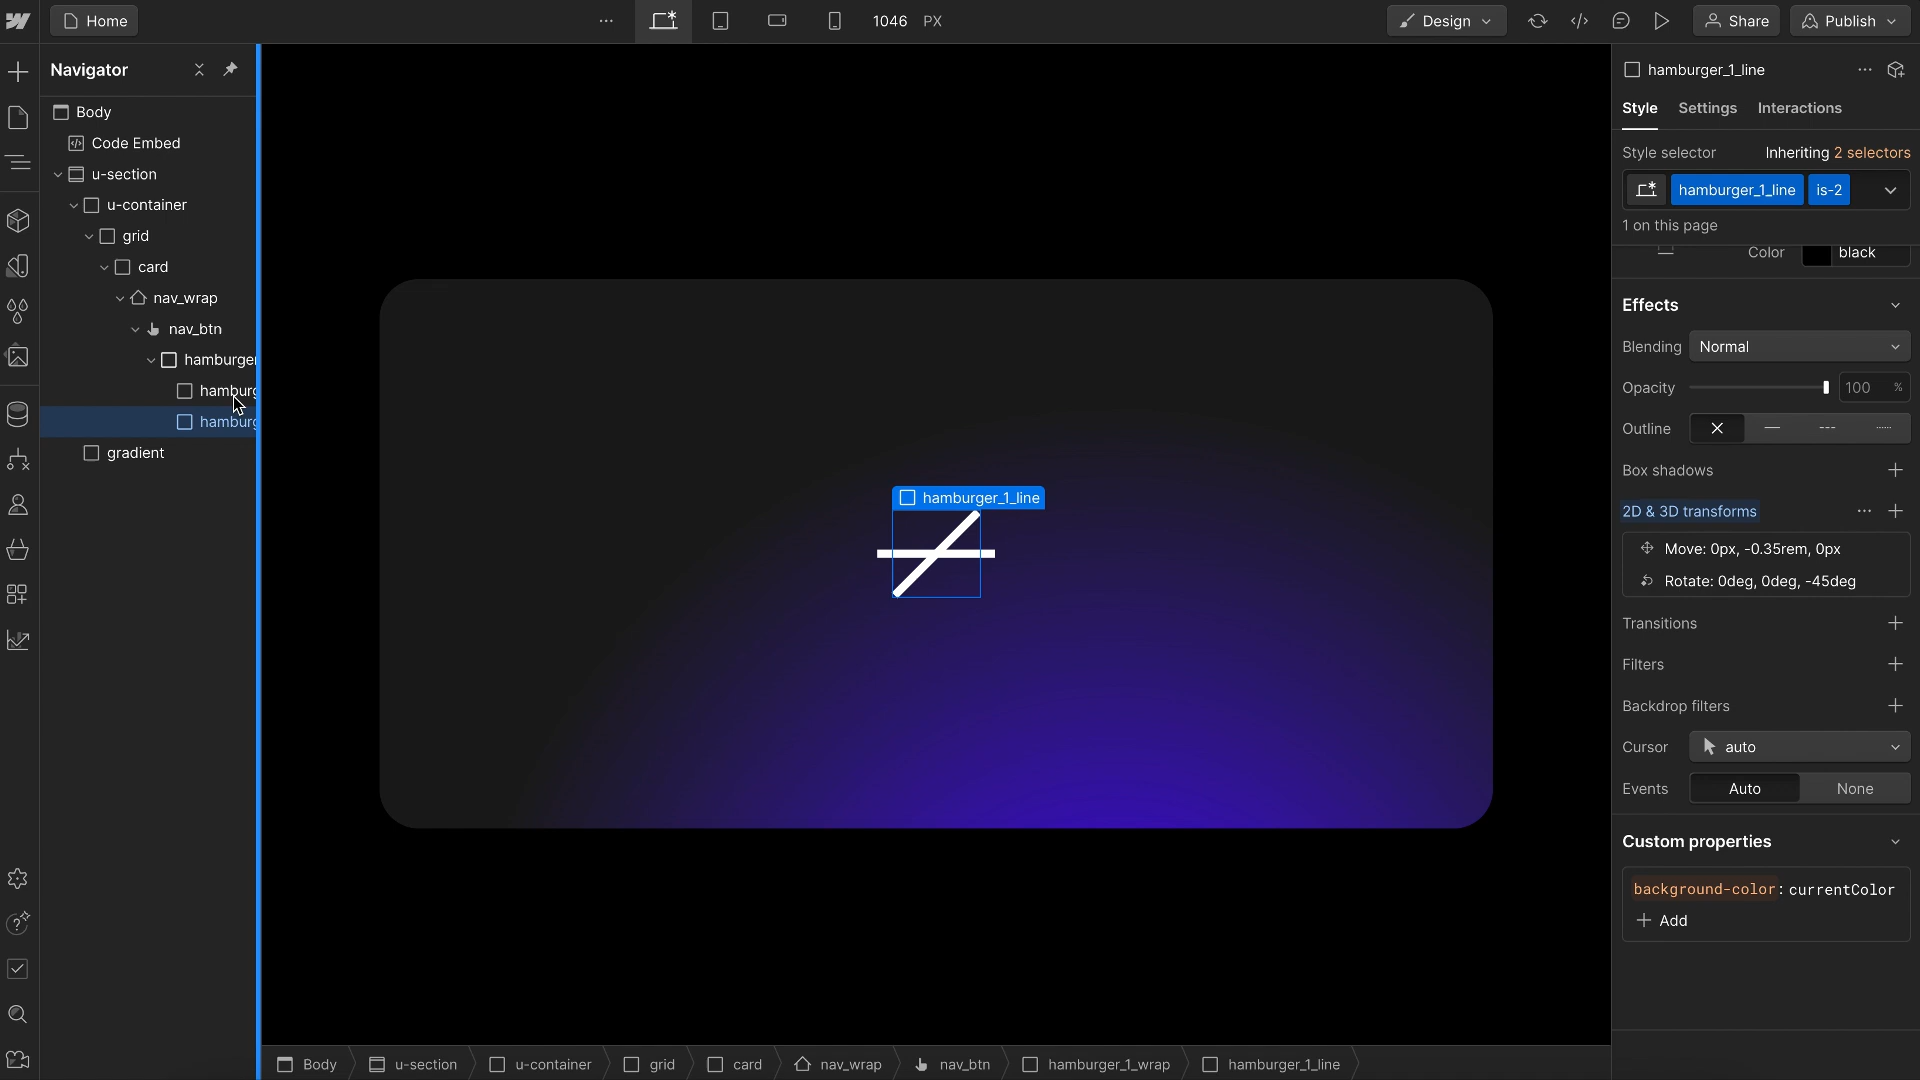 Home
1046 PX
Design
Share
Publish
Navigator
Body
Code Embed
u-section
u-container
grid
card
nav_wrap
nav_btn
hamburger
hamburg
hamburg
gradient
hamburger_1_line
hamburger_1_line
Style Settings Interactions
Style selector Inheriting 2 selectors
hamburger_1_line is-2
1 on this page
Color black
Effects
Blending Normal
Opacity 100 %
Outline
Box shadows
2D & 3D transforms
Move: 0px, -0.35rem, 0px
Rotate: 0deg, 0deg, -45deg
Transitions
Filters
Backdrop filters
Cursor auto
Events Auto None
Custom properties
background-color: currentColor
Add
Body u-section u-container grid card nav_wrap nav_btn hamburger_1_wrap hamburger_1_line